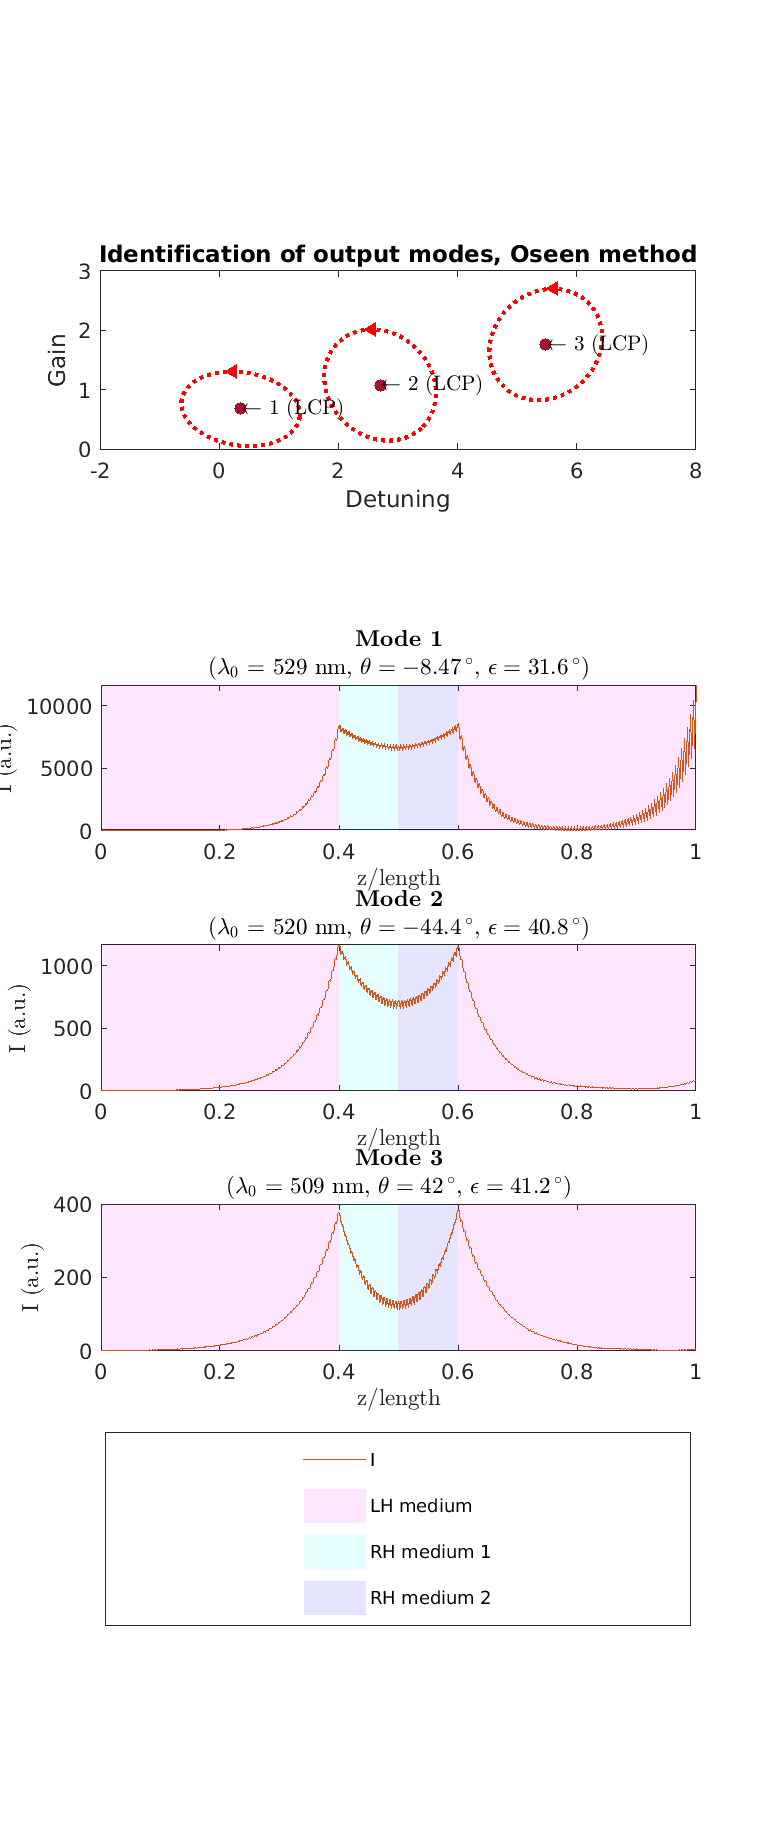 Identification of output modes, Oseen method
3
2
1
0
Gain
1 (LCP)
2 (LCP)
3 (LCP)
-2 0 2 4 6 8
Detuning
Mode 1
(λ₀ = 529 nm, θ = −8.47°, ϵ = 31.6°)
10000
5000
0
I (a.u.)
0 0.2 0.4 0.6 0.8 1
z/length
Mode 2
(λ₀ = 520 nm, θ = −44.4°, ϵ = 40.8°)
1000
500
0
I (a.u.)
0 0.2 0.4 0.6 0.8 1
z/length
Mode 3
(λ₀ = 509 nm, θ = 42°, ϵ = 41.2°)
400
200
0
I (a.u.)
0 0.2 0.4 0.6 0.8 1
z/length
I
LH medium
RH medium 1
RH medium 2